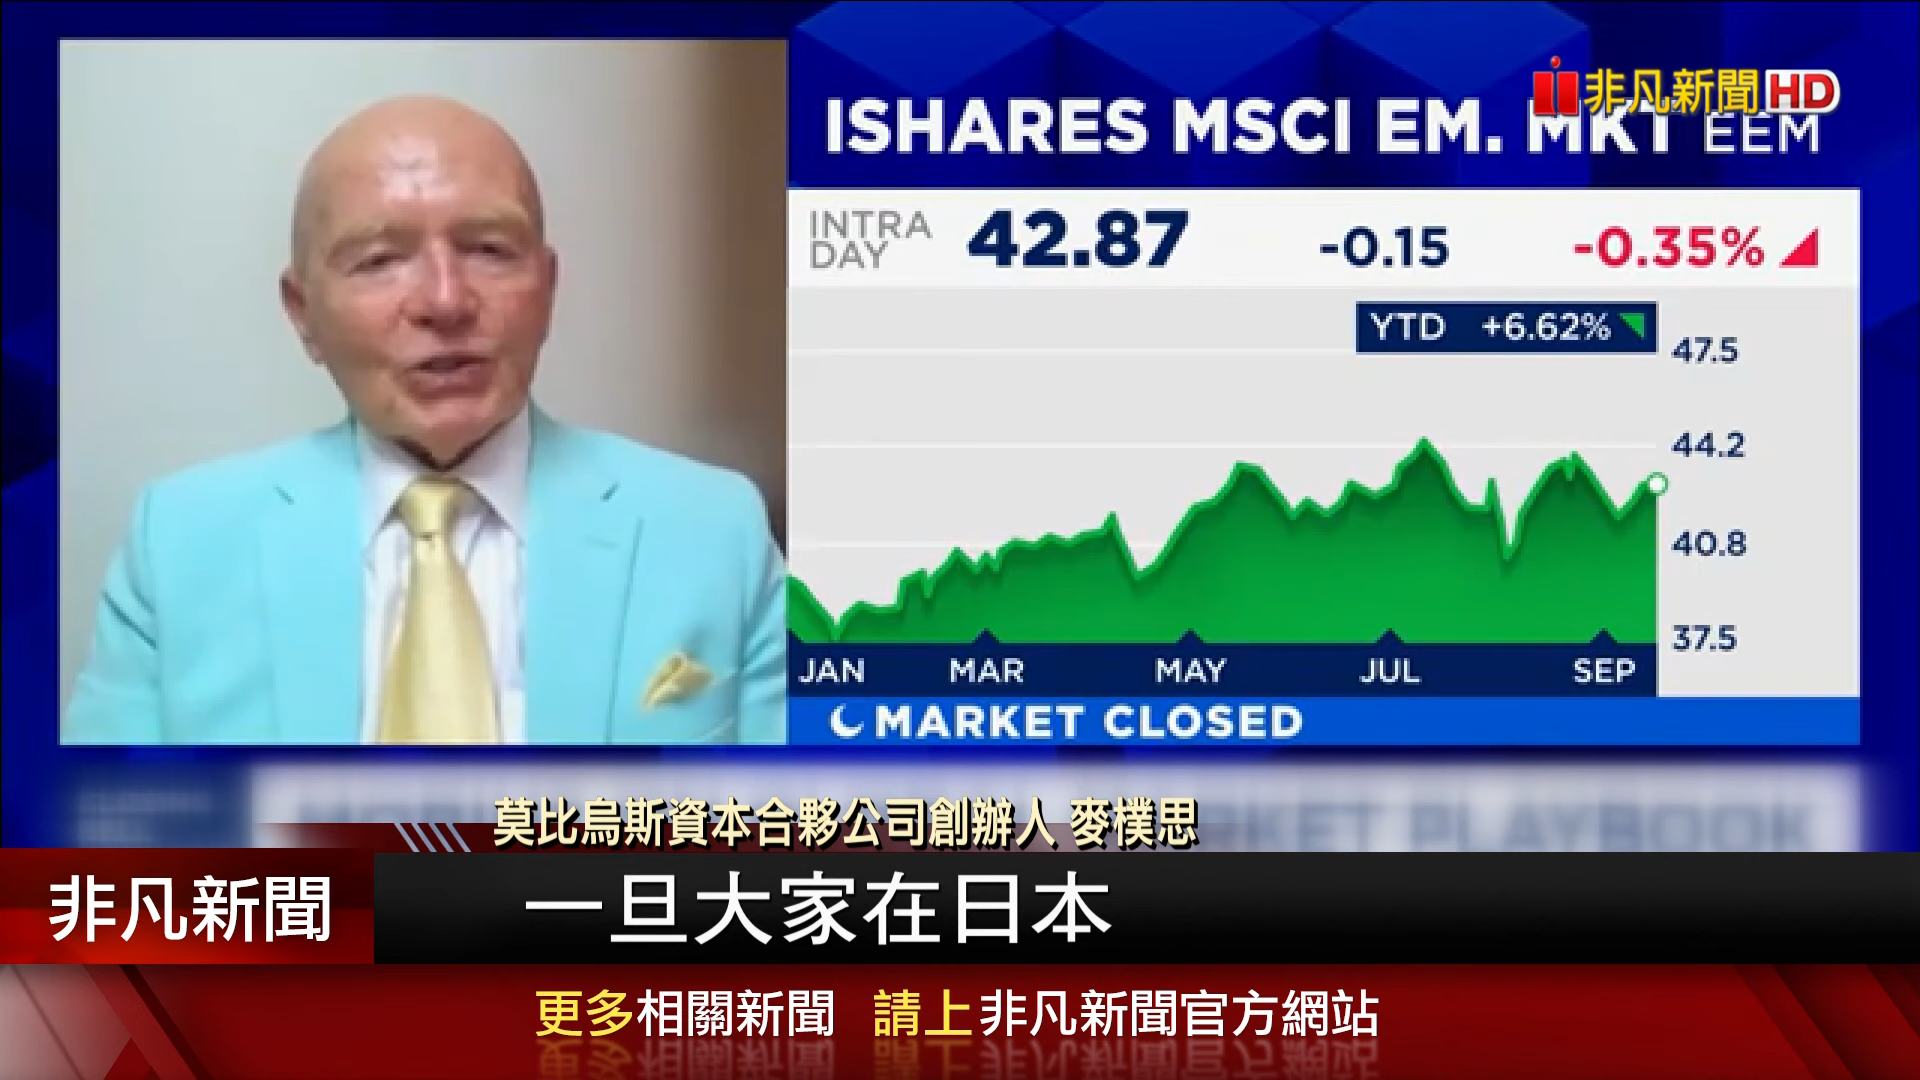 非凡新聞HD
ISHARES MSCI EM. MKT EEM
INTRA DAY
42.87
-0.15
-0.35%
YTD +6.62%
47.5
44.2
40.8
37.5
JAN MAR MAY JUL SEP
MARKET CLOSED
MARKET PLAYBOOK
莫比烏斯資本合夥公司創辦人 麥樸思
非凡新聞
一旦大家在日本
更多相關新聞 請上非凡新聞官方網站